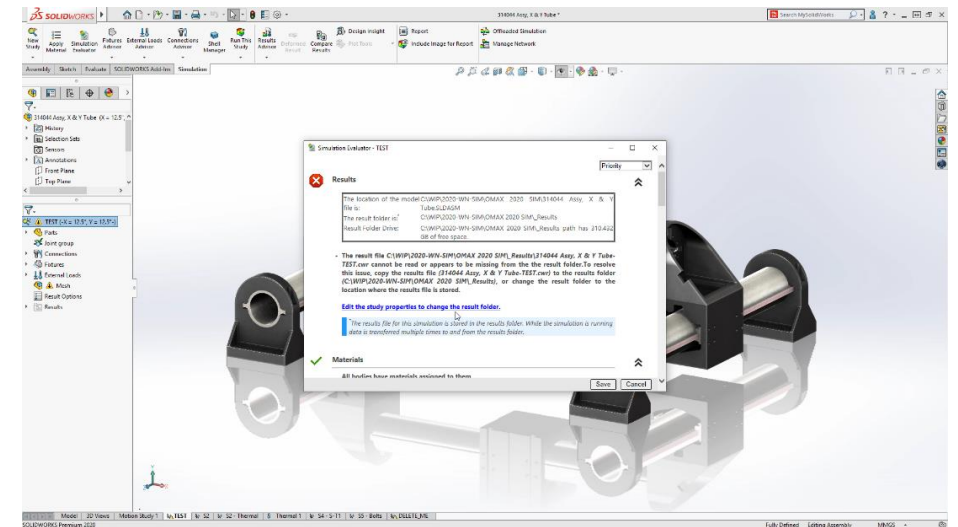 SOLIDWORKS
314044 Assy, X & Y Tube *
Search MySolidWorks
New Study
Apply Material
Simulation Evaluator
Fixtures Advisor
External Loads Advisor
Connections Advisor
Shell Manager
Run This Study
Results Advisor
Deformed Result
Compare Results
Design Insight
Plot Tools
Report
Include Image for Report
Offloaded Simulation
Manage Network
Assembly
Sketch
Evaluate
SOLIDWORKS Add-Ins
Simulation
314044 Assy, X & Y Tube (X = 12.5",
History
Selection Sets
Sensors
Annotations
Front Plane
Top Plane
TEST (-X = 12.5", Y = 12.5"-)
Parts
Joint group
Connections
Fixtures
External Loads
Mesh
Result Options
Results
Simulation Evaluator - TEST
Priority
Results
The location of the model file is: C:\WIP\2020-WN-SIM\OMAX 2020 SIM\314044 Assy, X & Y Tube.SLDASM
The result folder is:* C:\WIP\2020-WN-SIM\OMAX 2020 SIM\_Results
Result Folder Drive: C:\WIP\2020-WN-SIM\OMAX 2020 SIM\_Results path has 310.432 GB of free space.
- The result file C:\WIP\2020-WN-SIM\OMAX 2020 SIM\_Results\314044 Assy, X & Y Tube-
TEST.cwr cannot be read or appears to be missing from the the result folder.To resolve
this issue, copy the results file (314044 Assy, X & Y Tube-TEST.cwr) to the results folder
(C:\WIP\2020-WN-SIM\OMAX 2020 SIM\_Results), or change the result folder to the
location where the results file is stored.
Edit the study properties to change the result folder.
*The results file for this simulation is stored in the results folder. While the simulation is running
data is transferred multiple times to and from the results folder.
Materials
All bodies have materials assigned to them
Save
Cancel
Model
3D Views
Motion Study 1
TEST
S2
S2 - Thermal
Thermal 1
S4 - S-T1
S5 - Bolts
DELETE_ME
SOLIDWORKS Premium 2020
Fully Defined
Editing Assembly
MMGS